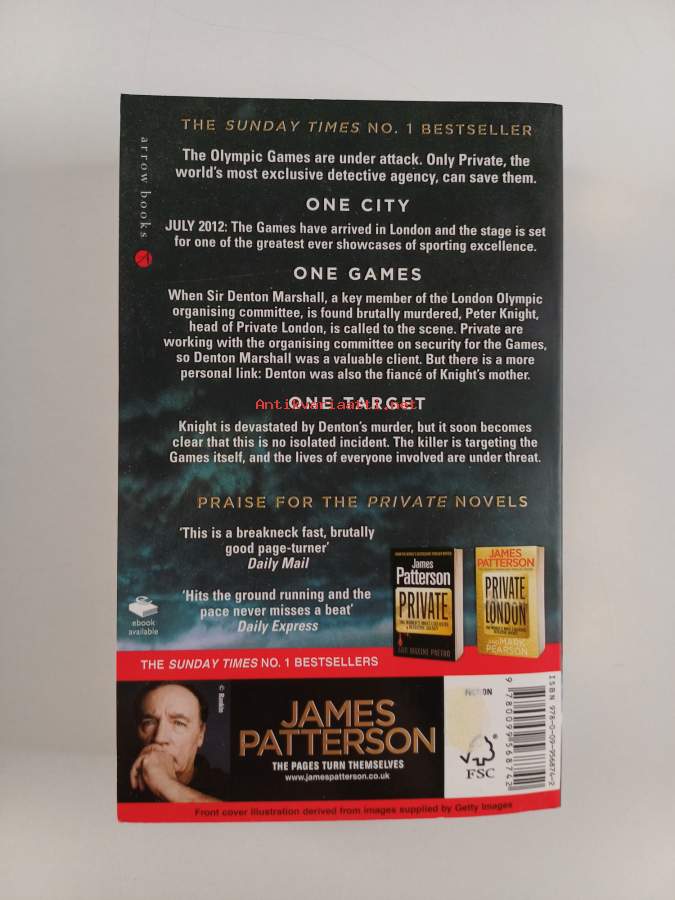 THE SUNDAY TIMES NO. 1 BESTSELLER
The Olympic Games are under attack. Only Private, the
world's most exclusive detective agency, can save them.
ONE CITY
JULY 2012: The Games have arrived in London and the stage is set
for one of the greatest ever showcases of sporting excellence.
ONE GAMES
When Sir Denton Marshall, a key member of the London Olympic
organising committee, is found brutally murdered, Peter Knight,
head of Private London, is called to the scene. Private are
working with the organising committee on security for the Games,
so Denton Marshall was a valuable client. But there is a more
personal link: Denton was also the fiancé of Knight's mother.
ONE TARGET
Antikvariaatti.net
Knight is devastated by Denton's murder, but it soon becomes
clear that this is no isolated incident. The killer is targeting the
Games itself, and the lives of everyone involved are under threat.
PRAISE FOR THE PRIVATE NOVELS
'This is a breakneck fast, brutally
good page-turner'
Daily Mail
'Hits the ground running and the
pace never misses a beat'
Daily Express
arrow books
ebook
available
James
Patterson
PRIVATE
JAMES
PATTERSON
PRIVATE
LONDON
AND MARK
PEARSON
THE SUNDAY TIMES NO. 1 BESTSELLERS
© Rankin
JAMES
PATTERSON
THE PAGES TURN THEMSELVES
www.jamespatterson.co.uk
FSC
ISBN 978-0-09-956874-2
9 780099 568742
Front cover illustration derived from images supplied by Getty Images